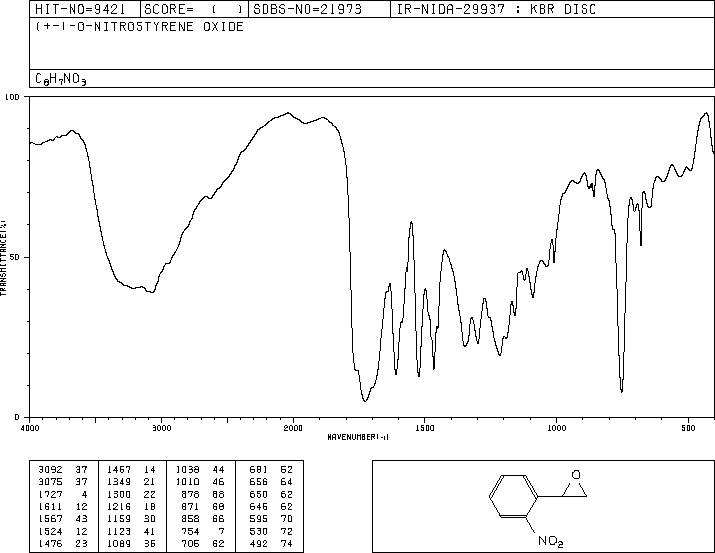 HIT-NO=9421 SCORE= ( ) SDBS-NO=21973 IR-NIDA-29937 : KBR DISC
(+-)-O-NITROSTYRENE OXIDE
C8H7NO3
100
50
0
TRANSMITTANCE(%)
4000 3000 2000 1500 1000 500
WAVENUMBER(-1)
3092 37 1467 14 1038 44 681 52
3075 37 1349 21 1010 46 656 64
1727 4 1300 22 878 68 650 62
1611 12 1216 18 871 68 646 62
1567 43 1159 30 858 66 595 70
1524 12 1123 41 754 7 530 72
1476 23 1089 36 706 62 492 74
O
NO2